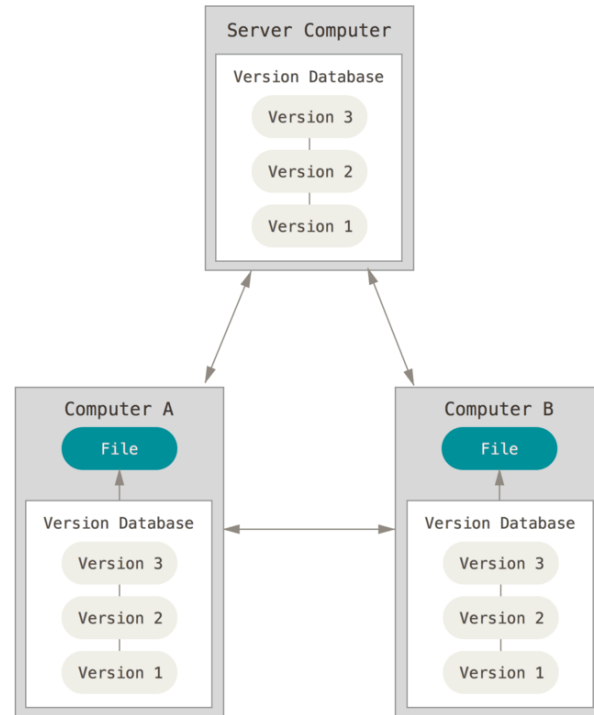 Server Computer
Version Database
Version 3
Version 2
Version 1
Computer A
File
Version Database
Version 3
Version 2
Version 1
Computer B
File
Version Database
Version 3
Version 2
Version 1